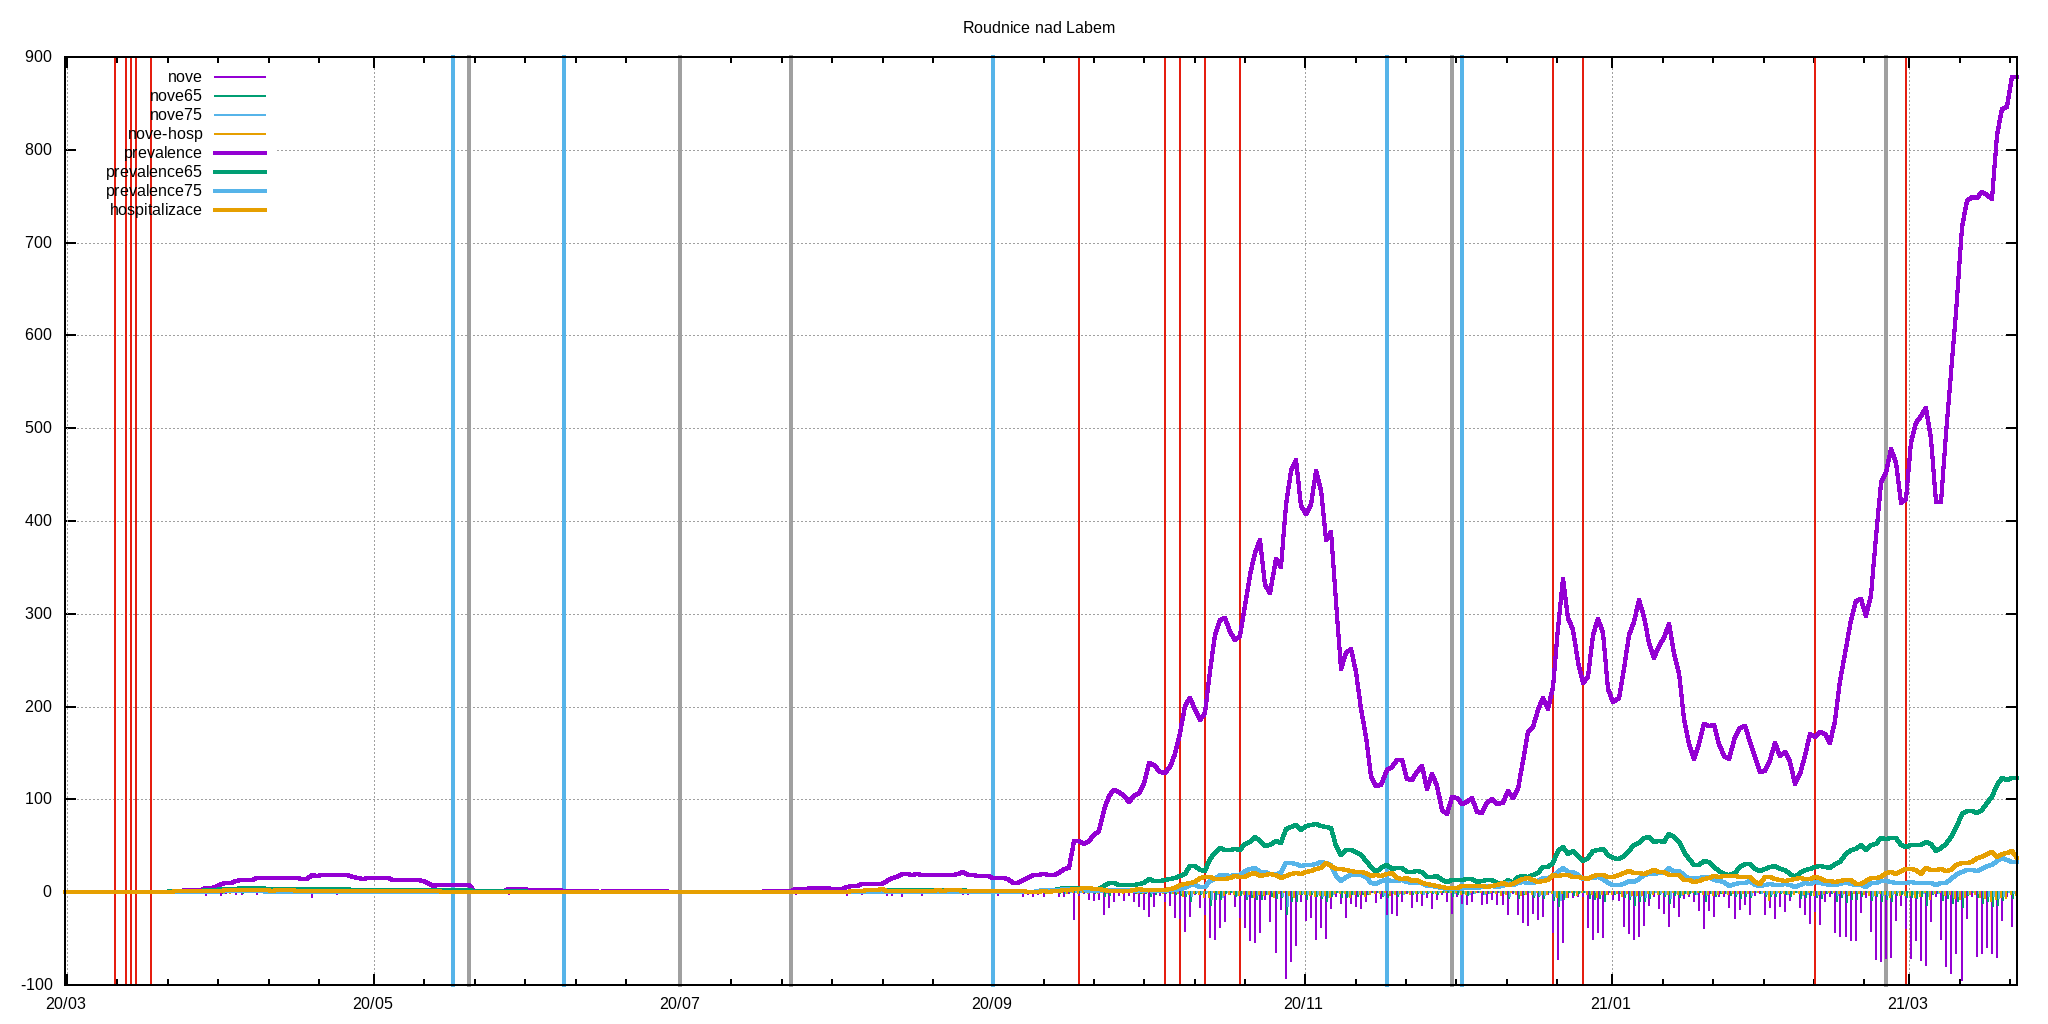 Roudnice nad Labem
900
800
700
600
500
400
300
200
100
0
-100
nove
nove65
nove75
nove-hosp
prevalence
prevalence65
prevalence75
hospitalizace
20/03 20/05 20/07 20/09 20/11 21/01 21/03